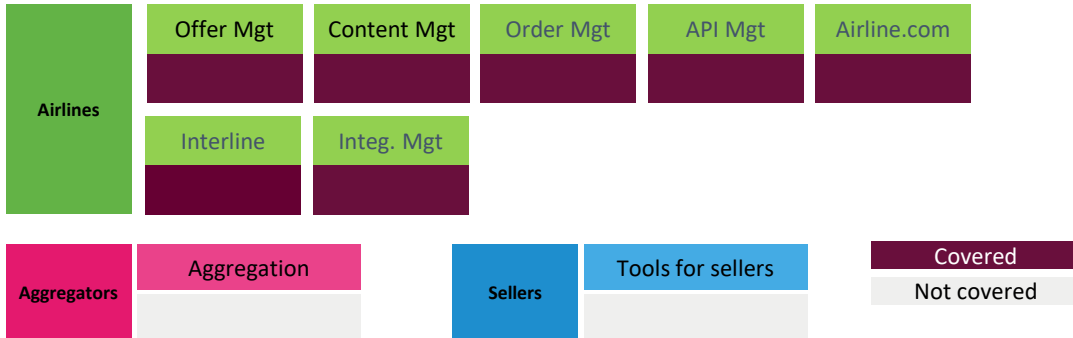 Offer Mgt
Content Mgt
Order Mgt
API Mgt
Airline.com
Airlines
Interline
Integ. Mgt
Aggregators
Aggregation
Sellers
Tools for sellers
Covered
Not covered